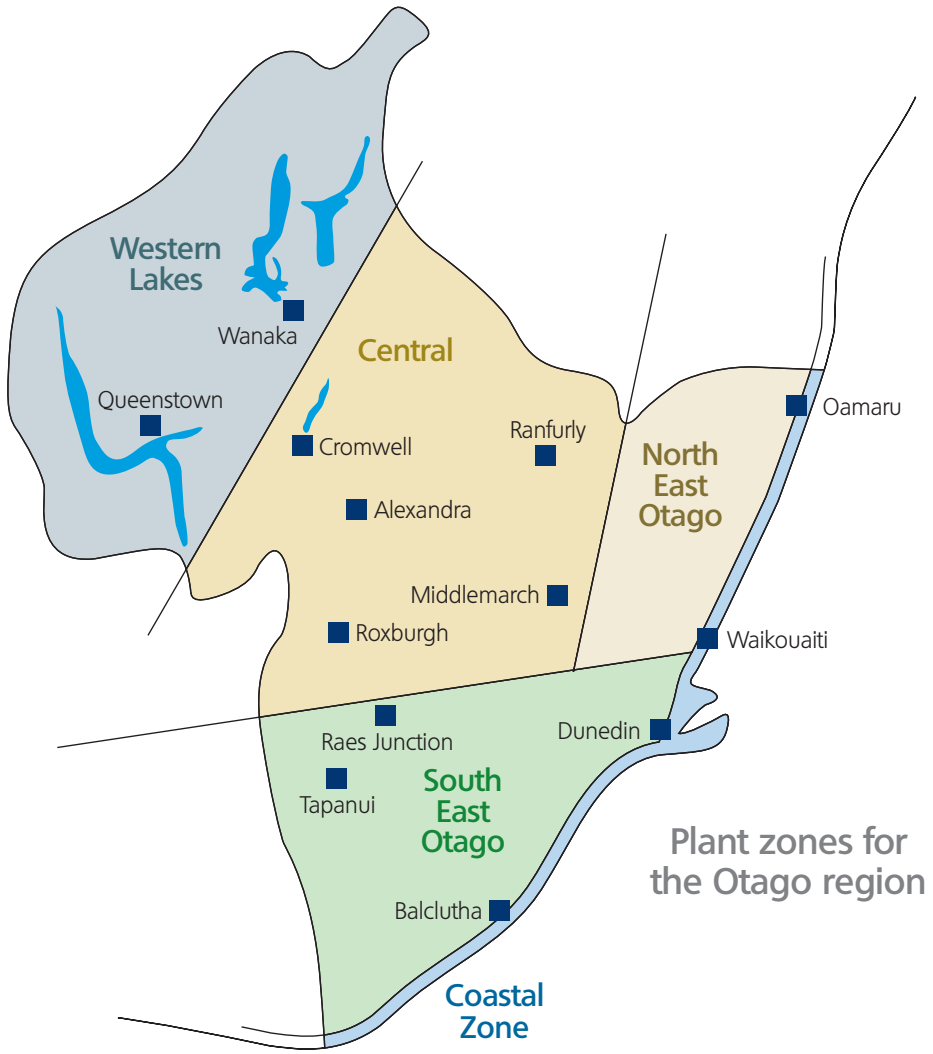 Western
Lakes
Wanaka
Queenstown
Central
Cromwell
Ranfurly
Alexandra
Middlemarch
Roxburgh
North
East
Otago
Oamaru
Waikouaiti
Raes Junction
Tapanui
Dunedin
South
East
Otago
Balclutha
Plant zones for
the Otago region
Coastal
Zone